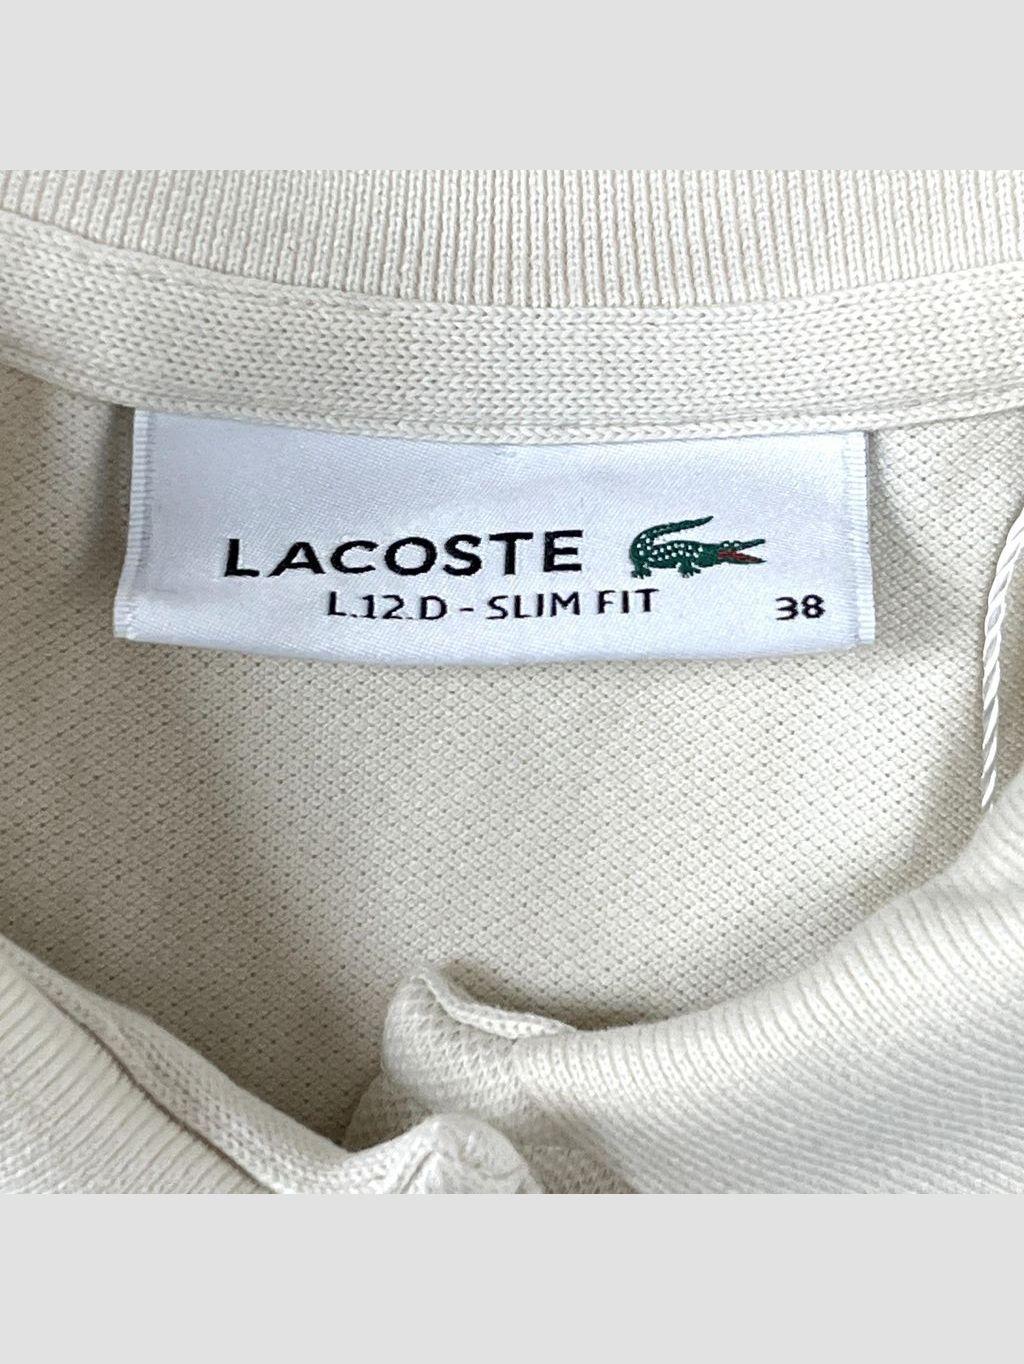 LACOSTE
L.12.D - SLIM FIT 38